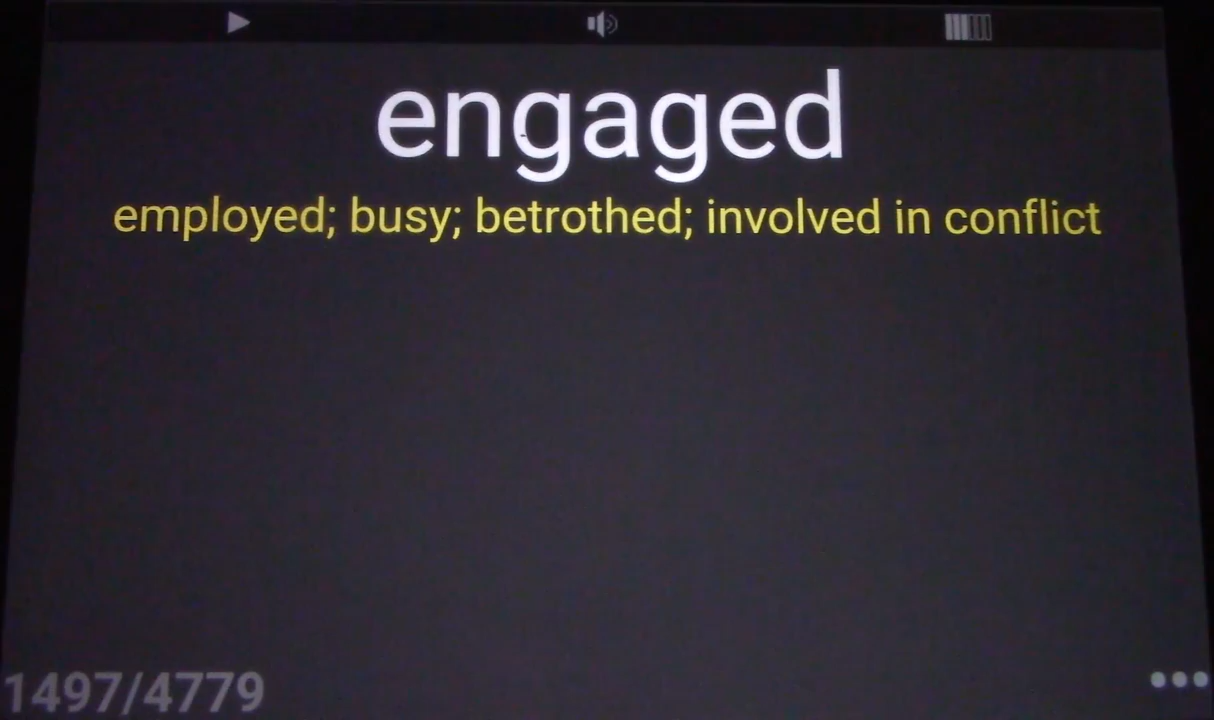 engaged
employed; busy; betrothed; involved in conflict
1497/4779